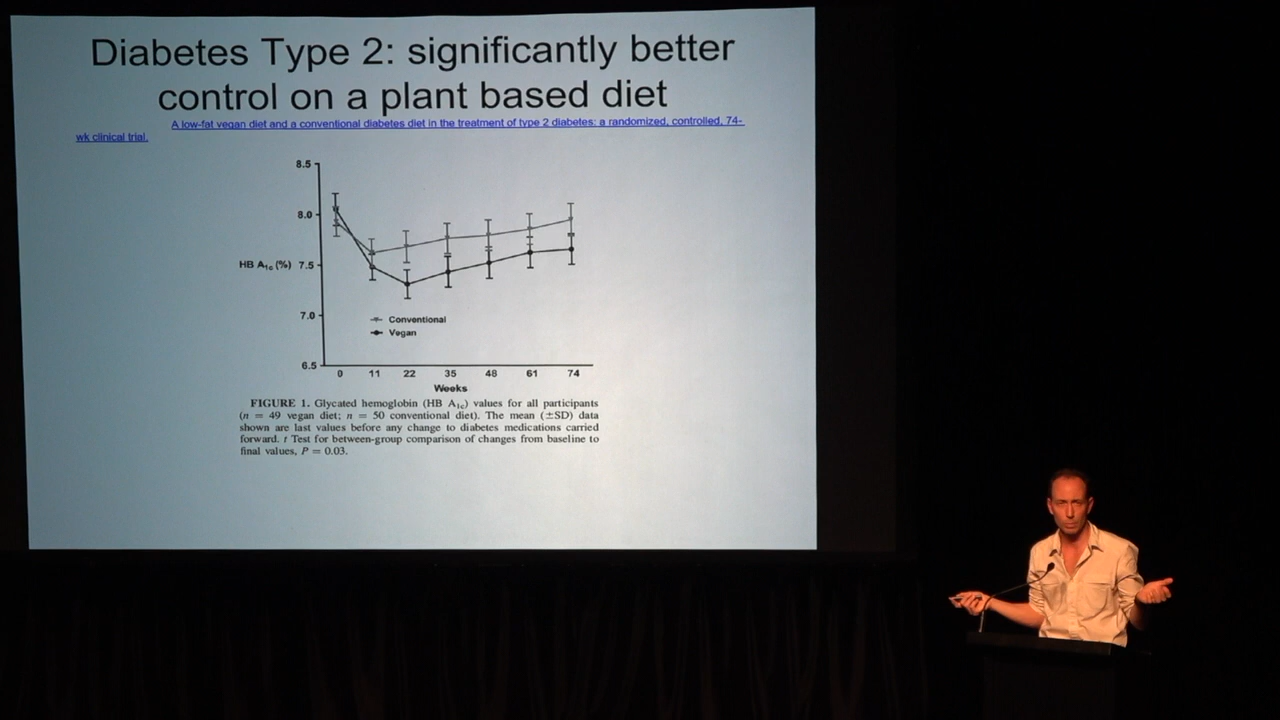 Diabetes Type 2: significantly better
control on a plant based diet
A low-fat vegan diet and a conventional diabetes diet in the treatment of type 2 diabetes: a randomized, controlled, 74-
wk clinical trial.
8.5
8.0
HB A1c (%) 7.5
7.0
6.5
Conventional
Vegan
0 11 22 35 48 61 74
Weeks
FIGURE 1. Glycated hemoglobin (HB A1c) values for all participants
(n = 49 vegan diet; n = 50 conventional diet). The mean (±SD) data
shown are last values before any change to diabetes medications carried
forward. t Test for between-group comparison of changes from baseline to
final values, P = 0.03.